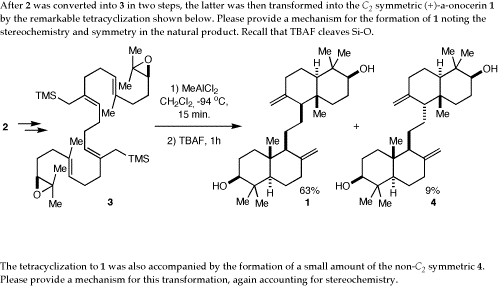 After 2 was converted into 3 in two steps, the latter was then transformed into the C2 symmetric (+)-a-onocerin 1
by the remarkable tetracyclization shown below. Please provide a mechanism for the formation of 1 noting the
stereochemistry and symmetry in the natural product. Recall that TBAF cleaves Si-O.
Me
Me
O
TMS
Me
2
Me
TMS
O
Me
Me
3
1) MeAlCl2
CH2Cl2, -94 °C,
15 min.
2) TBAF, 1h
Me
Me
OH
H
Me
H
H
Me
HO
H
Me
Me
63%
1
+
Me
Me
OH
H
Me
H
H
Me
HO
H
Me
Me
9%
4
The tetracyclization to 1 was also accompanied by the formation of a small amount of the non-C2 symmetric 4.
Please provide a mechanism for this transformation, again accounting for stereochemistry.